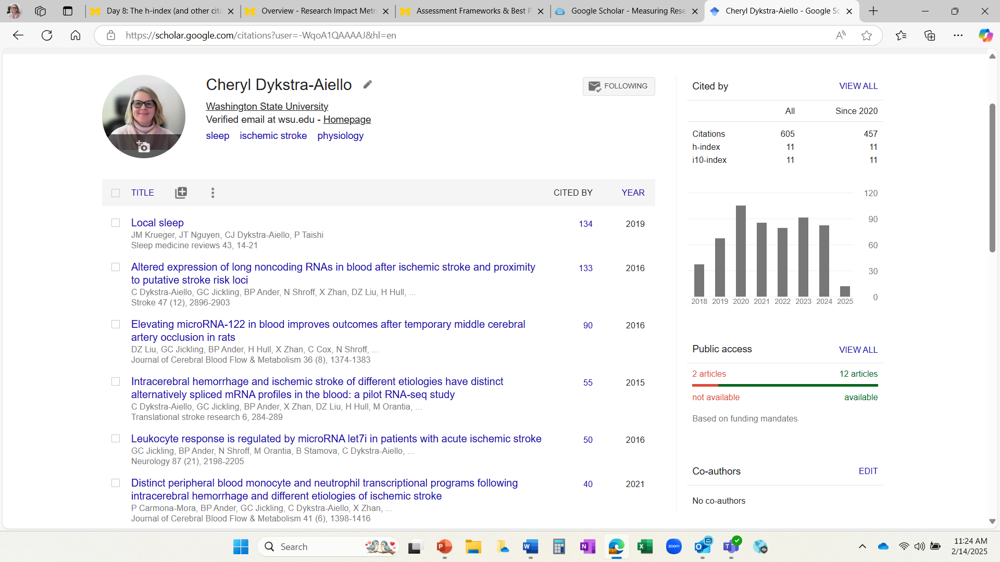 Day 8: The h-index (and other cita
Overview - Research Impact Metri
Assessment Frameworks & Best P
Google Scholar - Measuring Rese
Cheryl Dykstra-Aiello - Google Sc
https://scholar.google.com/citations?user=-WqoA1QAAAAJ&hl=en
Cheryl Dykstra-Aiello
FOLLOWING
Washington State University
Verified email at wsu.edu - Homepage
sleep ischemic stroke physiology
TITLE CITED BY YEAR
Local sleep 134 2019
JM Krueger, JT Nguyen, CJ Dykstra-Aiello, P Taishi
Sleep medicine reviews 43, 14-21
Altered expression of long noncoding RNAs in blood after ischemic stroke and proximity 133 2016
to putative stroke risk loci
C Dykstra-Aiello, GC Jickling, BP Ander, N Shroff, X Zhan, DZ Liu, H Hull, ...
Stroke 47 (12), 2896-2903
Elevating microRNA-122 in blood improves outcomes after temporary middle cerebral 90 2016
artery occlusion in rats
DZ Liu, GC Jickling, BP Ander, H Hull, X Zhan, C Cox, N Shroff, ...
Journal of Cerebral Blood Flow & Metabolism 36 (8), 1374-1383
Intracerebral hemorrhage and ischemic stroke of different etiologies have distinct 55 2015
alternatively spliced mRNA profiles in the blood: a pilot RNA-seq study
C Dykstra-Aiello, GC Jickling, BP Ander, X Zhan, DZ Liu, H Hull, M Orantia, ...
Translational stroke research 6, 284-289
Leukocyte response is regulated by microRNA let7i in patients with acute ischemic stroke 50 2016
GC Jickling, BP Ander, N Shroff, M Orantia, B Stamova, C Dykstra-Aiello, ...
Neurology 87 (21), 2198-2205
Distinct peripheral blood monocyte and neutrophil transcriptional programs following 40 2021
intracerebral hemorrhage and different etiologies of ischemic stroke
P Carmona-Mora, BP Ander, GC Jickling, C Dykstra-Aiello, X Zhan, ...
Journal of Cerebral Blood Flow & Metabolism 41 (6), 1398-1416
Cited by VIEW ALL
All Since 2020
Citations 605 457
h-index 11 11
i10-index 11 11
120
90
60
30
0
2018 2019 2020 2021 2022 2023 2024 2025
Public access VIEW ALL
2 articles 12 articles
not available available
Based on funding mandates
Co-authors EDIT
No co-authors
Search
zoom
11:24 AM
2/14/2025